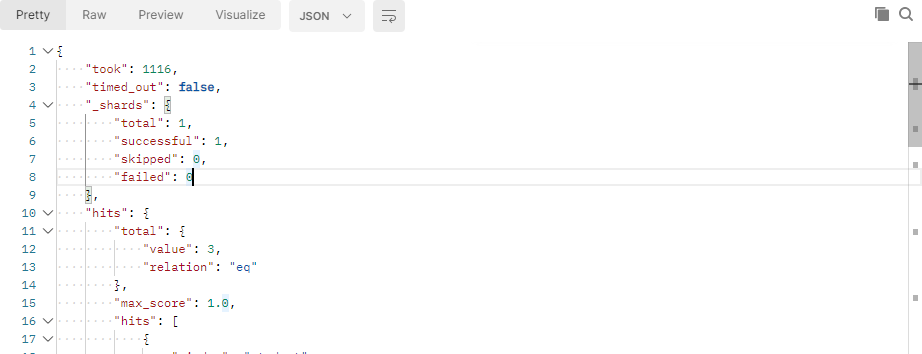 Pretty Raw Preview Visualize JSON
1 {
2 "took": 1116,
3 "timed_out": false,
4 "_shards": {
5 "total": 1,
6 "successful": 1,
7 "skipped": 0,
8 "failed": 0
9 },
10 "hits": {
11 "total": {
12 "value": 3,
13 "relation": "eq"
14 },
15 "max_score": 1.0,
16 "hits": [
17 {